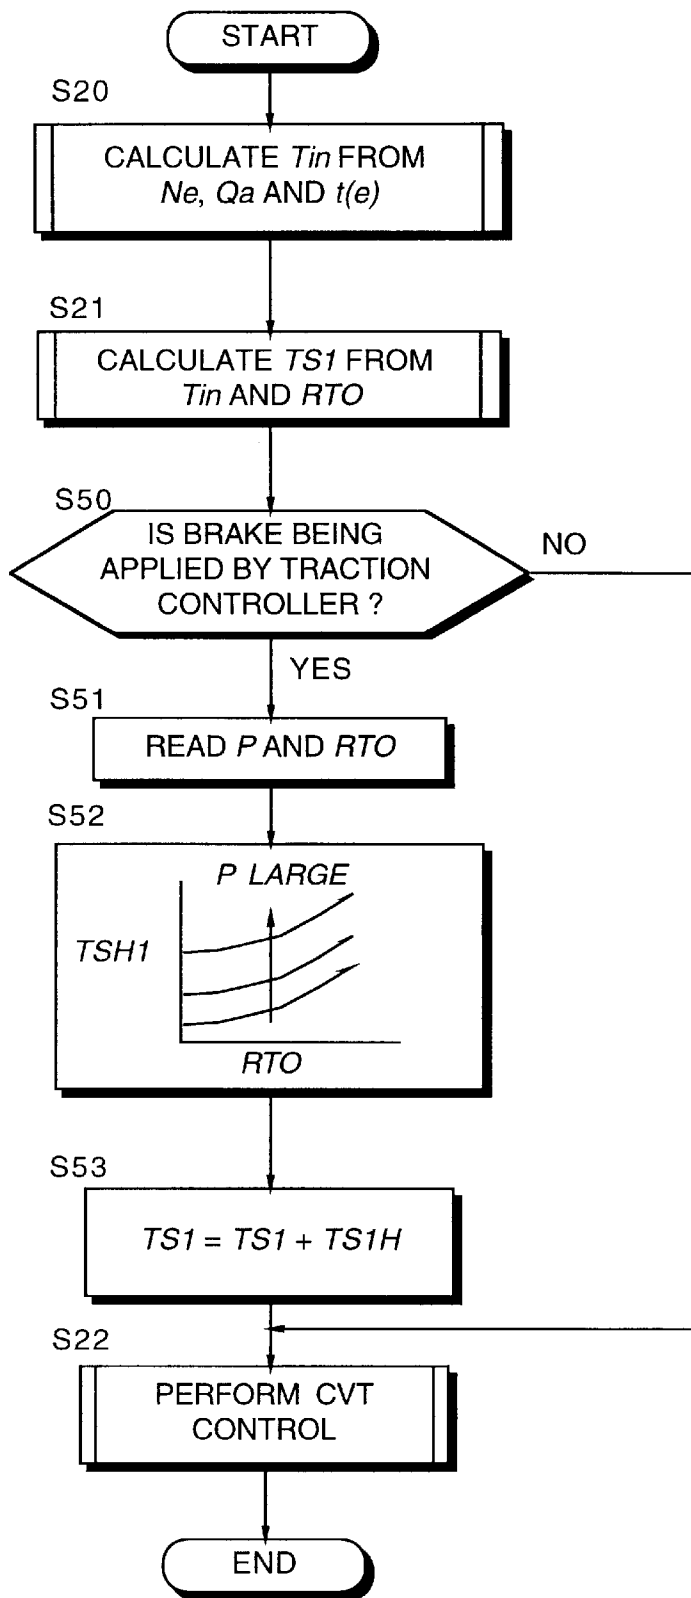 START
S20
CALCULATE Tin FROM
Ne, Qa AND t(e)
S21
CALCULATE TS1 FROM
Tin AND RTO
S50
IS BRAKE BEING
APPLIED BY TRACTION
CONTROLLER ?
NO
YES
S51
READ P AND RTO
S52
P LARGE
TSH1
RTO
S53
TS1 = TS1 + TS1H
S22
PERFORM CVT
CONTROL
END